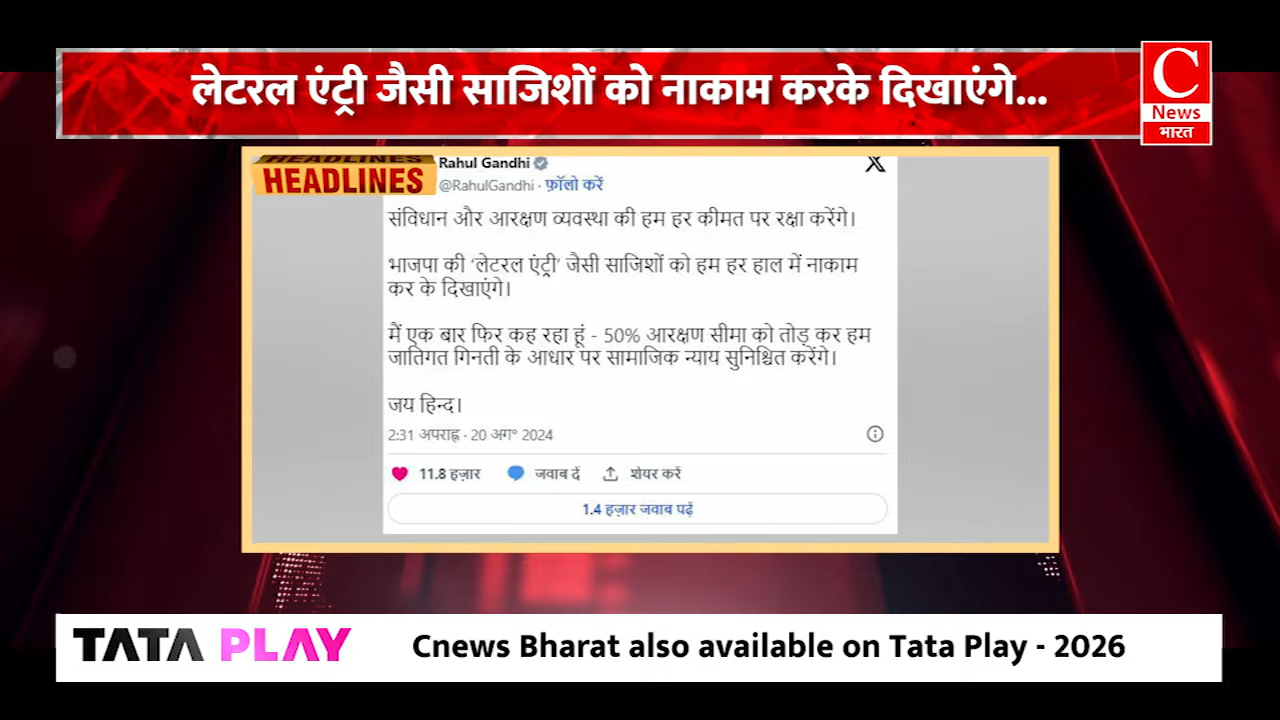 लेटरल एंट्री जैसी साजिशों को नाकाम करके दिखाएंगे...
C
News
भारत
HEADLINES
HEADLINES
Rahul Gandhi
@RahulGandhi · फ़ॉलो करें
संविधान और आरक्षण व्यवस्था की हम हर कीमत पर रक्षा करेंगे।
भाजपा की ‘लेटरल एंट्री’ जैसी साजिशों को हम हर हाल में नाकाम
कर के दिखाएंगे।
मैं एक बार फिर कह रहा हूं - 50% आरक्षण सीमा को तोड़ कर हम
जातिगत गिनती के आधार पर सामाजिक न्याय सुनिश्चित करेंगे।
जय हिन्द।
2:31 अपराह्न · 20 अग॰ 2024
11.8 हज़ार जवाब दें शेयर करें
1.4 हज़ार जवाब पढ़ें
TATA PLAY Cnews Bharat also available on Tata Play - 2026